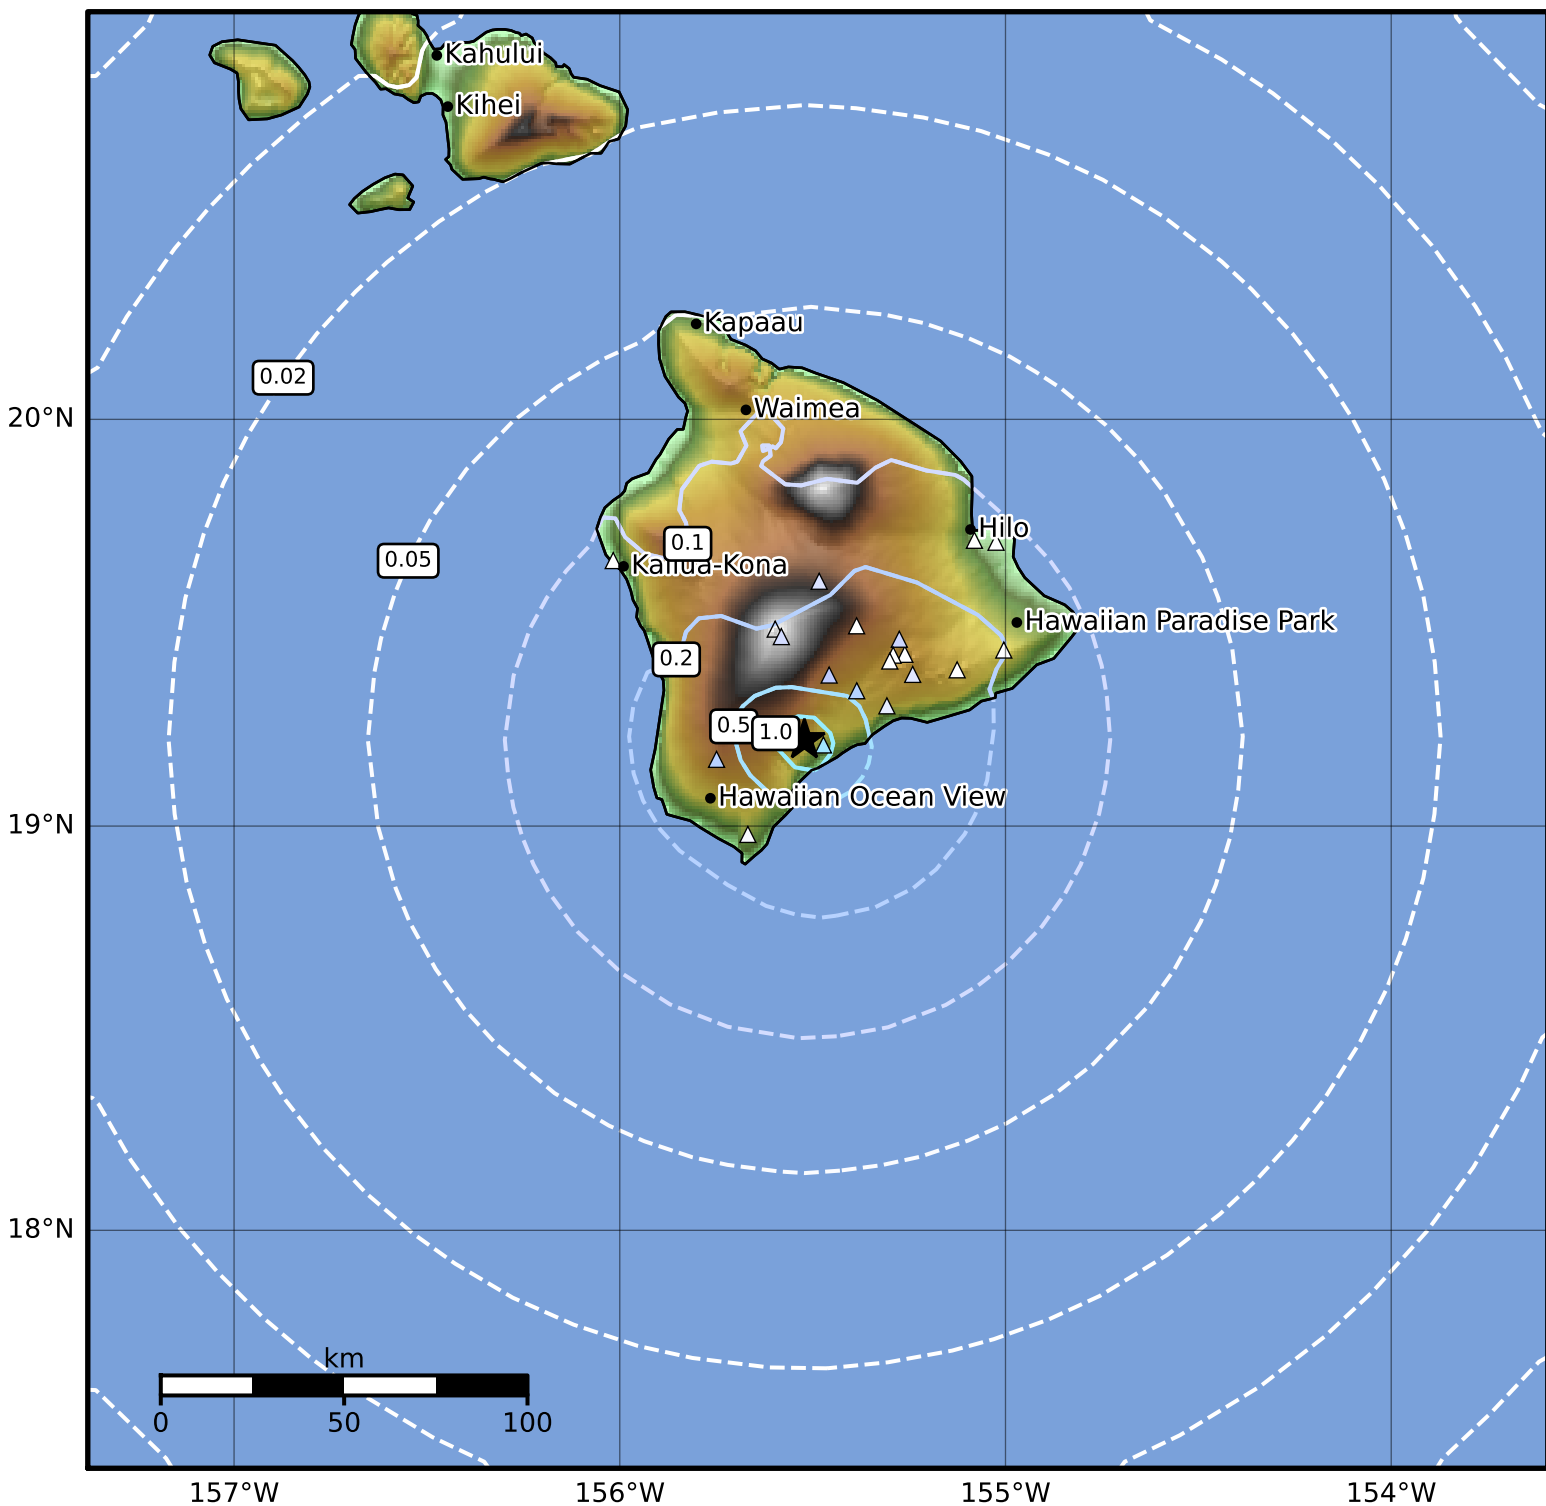 Kahului
Kihei
Kapaau
0.02
Waimea
20°N
Hilo
0.1
0.05
Kailua-Kona
Hawaiian Paradise Park
0.2
0.5
1.0
Hawaiian Ocean View
19°N
18°N
km
0 50 100
157°W 156°W 155°W 154°W